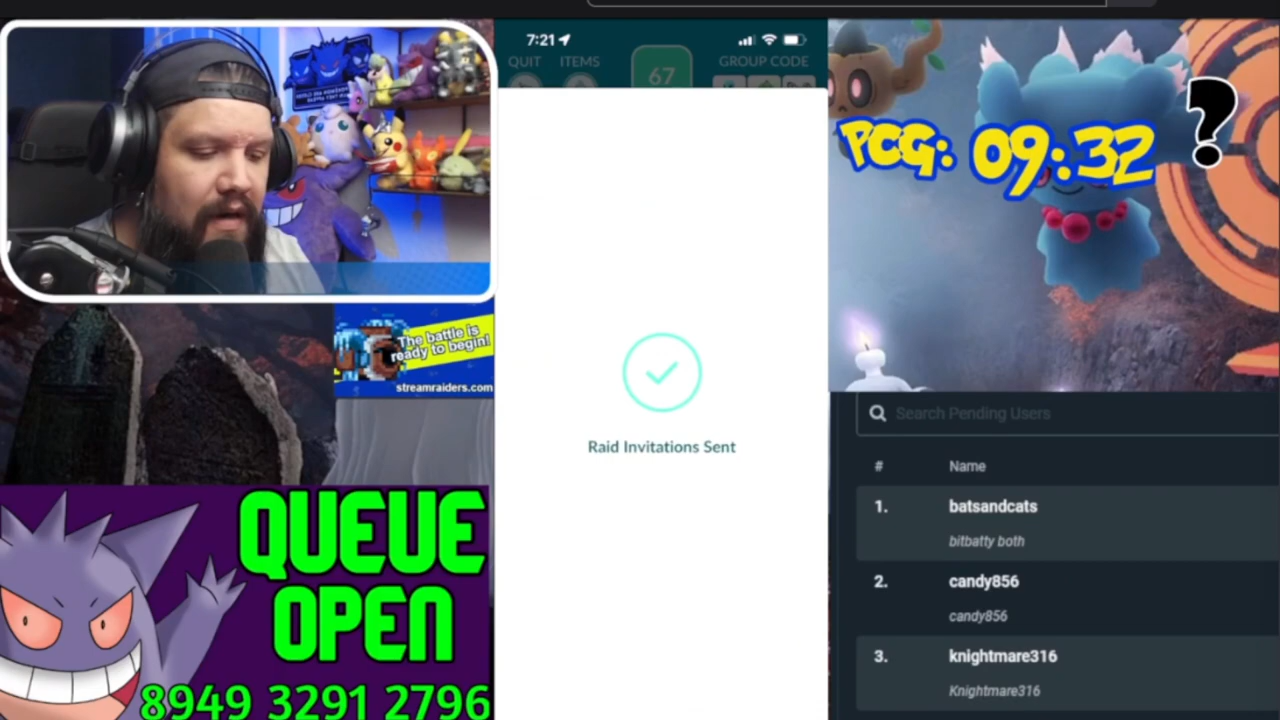 7:21
QUIT ITEMS
67
GROUP CODE
PCG: 09:32
?
The battle is
ready to begin!
streamraiders.com
Raid Invitations Sent
QUEUE
OPEN
8949 3291 2796
Search Pending Users
# Name
1. batsandcats
bitbatty both
2. candy856
candy856
3. knightmare316
Knightmare316